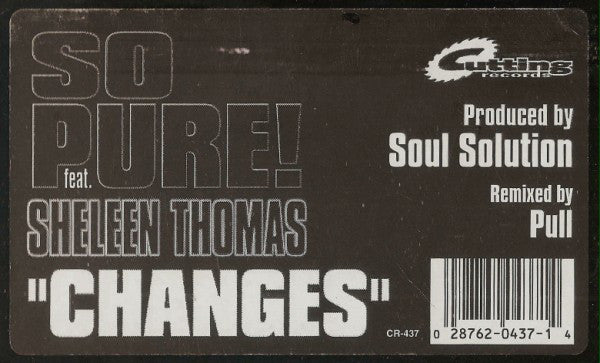 SO
PURE!
feat.
SHELEEN THOMAS
"CHANGES"
Cutting
records
Produced by
Soul Solution
Remixed by
Pull
CR-437
0 28762-0437-1 4